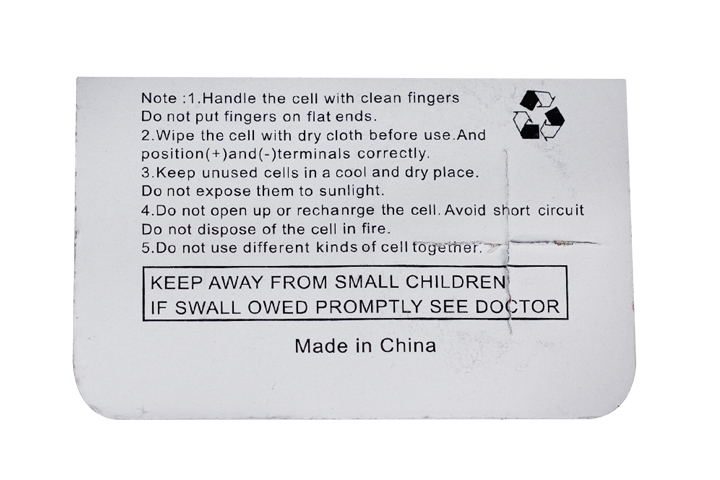 Note :1.Handle the cell with clean fingers
Do not put fingers on flat ends.
2.Wipe the cell with dry cloth before use.And
position(+)and(-)terminals correctly.
3.Keep unused cells in a cool and dry place.
Do not expose them to sunlight.
4.Do not open up or rechanrge the cell. Avoid short circuit
Do not dispose of the cell in fire.
5.Do not use different kinds of cell together.
KEEP AWAY FROM SMALL CHILDREN
IF SWALL OWED PROMPTLY SEE DOCTOR
Made in China